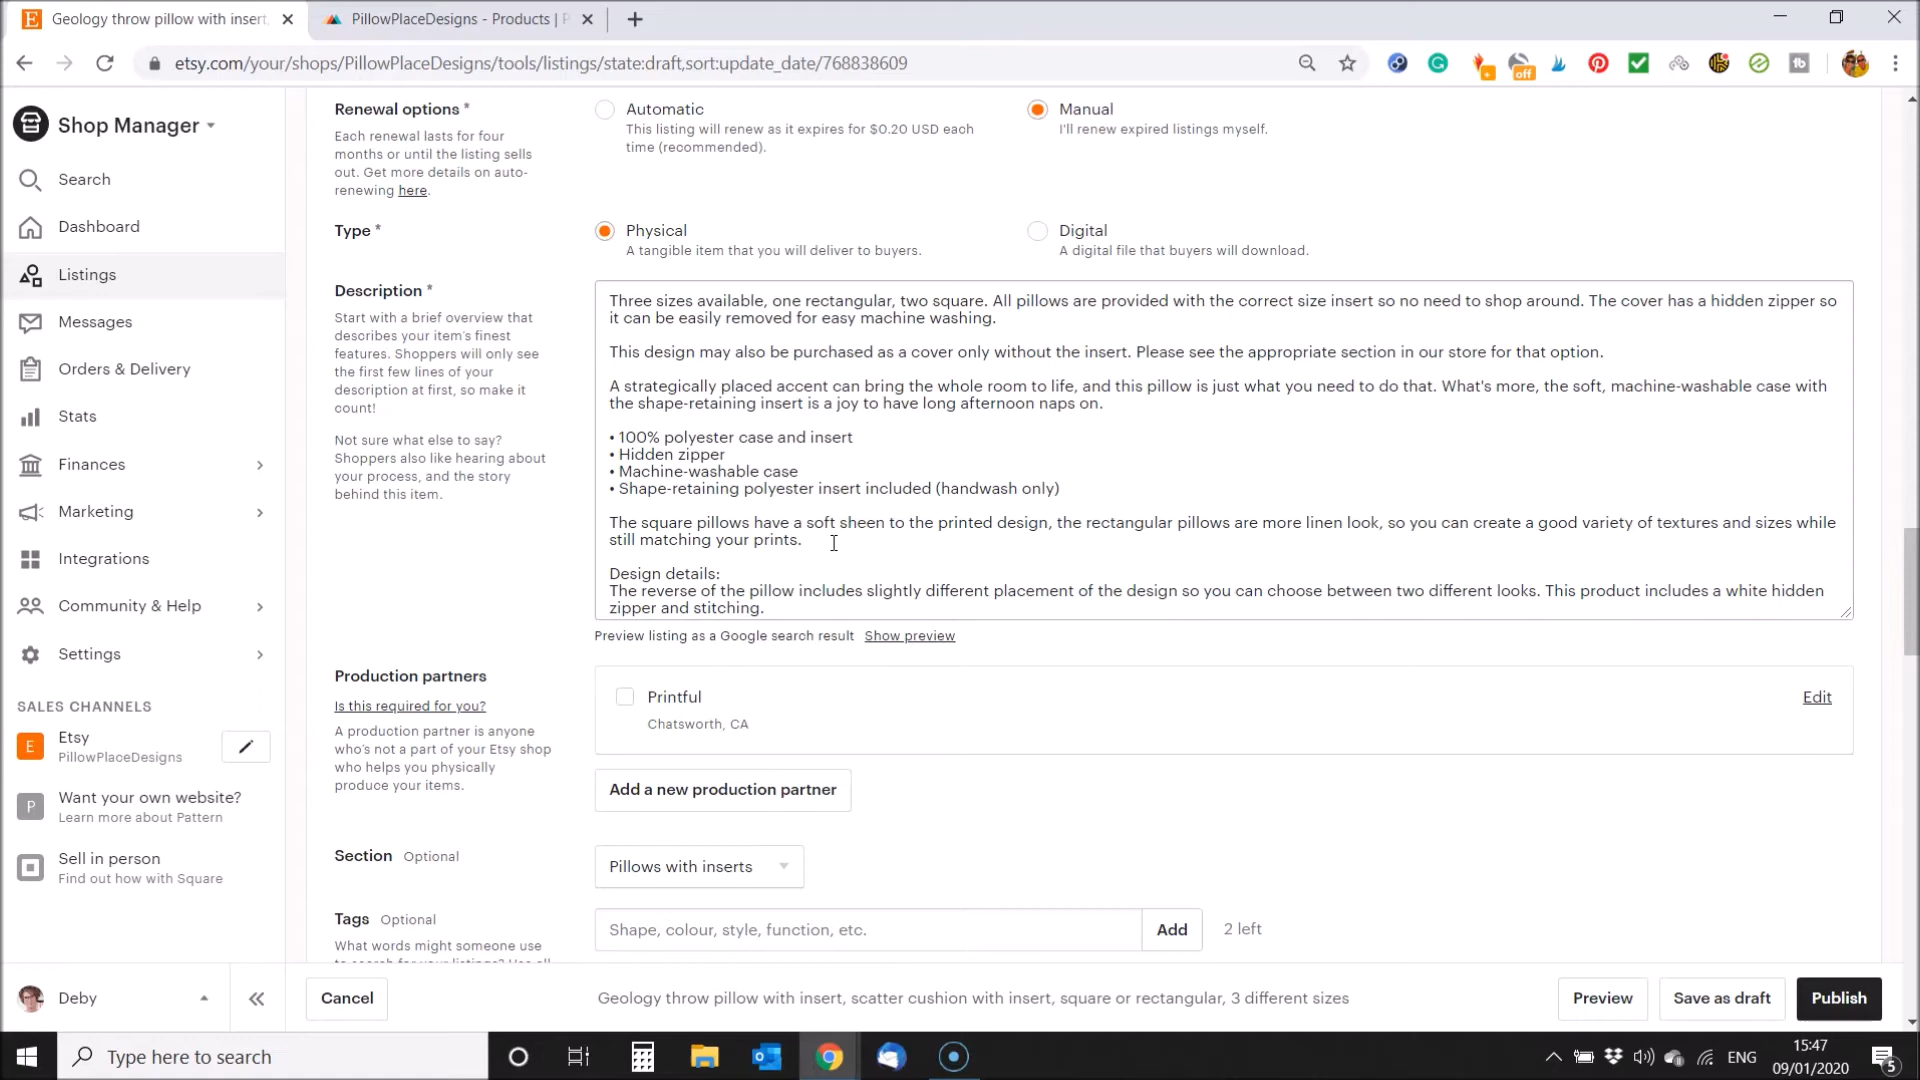 Geology throw pillow with insert,
PillowPlaceDesigns - Products | P
etsy.com/your/shops/PillowPlaceDesigns/tools/listings/state:draft,sort:update_date/768838609
off
Shop Manager
Search
Dashboard
Listings
Messages
Orders & Delivery
Stats
Finances
Marketing
Integrations
Community & Help
Settings
SALES CHANNELS
E
Etsy
PillowPlaceDesigns
P
Want your own website?
Learn more about Pattern
Sell in person
Find out how with Square
Deby
Renewal options *
Each renewal lasts for four
months or until the listing sells
out. Get more details on auto-
renewing here.
Automatic
This listing will renew as it expires for $0.20 USD each
time (recommended).
Manual
I'll renew expired listings myself.
Type *
Physical
A tangible item that you will deliver to buyers.
Digital
A digital file that buyers will download.
Description *
Start with a brief overview that
describes your item's finest
features. Shoppers will only see
the first few lines of your
description at first, so make it
count!
Not sure what else to say?
Shoppers also like hearing about
your process, and the story
behind this item.
Three sizes available, one rectangular, two square. All pillows are provided with the correct size insert so no need to shop around. The cover has a hidden zipper so
it can be easily removed for easy machine washing.
This design may also be purchased as a cover only without the insert. Please see the appropriate section in our store for that option.
A strategically placed accent can bring the whole room to life, and this pillow is just what you need to do that. What's more, the soft, machine-washable case with
the shape-retaining insert is a joy to have long afternoon naps on.
• 100% polyester case and insert
• Hidden zipper
• Machine-washable case
• Shape-retaining polyester insert included (handwash only)
The square pillows have a soft sheen to the printed design, the rectangular pillows are more linen look, so you can create a good variety of textures and sizes while
still matching your prints.
Design details:
The reverse of the pillow includes slightly different placement of the design so you can choose between two different looks. This product includes a white hidden
zipper and stitching.
Preview listing as a Google search result Show preview
Production partners
Is this required for you?
A production partner is anyone
who's not a part of your Etsy shop
who helps you physically
produce your items.
Printful
Chatsworth, CA
Edit
Add a new production partner
Section Optional
Pillows with inserts
Tags Optional
What words might someone use
Shape, colour, style, function, etc.
Add
2 left
Cancel
Geology throw pillow with insert, scatter cushion with insert, square or rectangular, 3 different sizes
Preview
Save as draft
Publish
Type here to search
ENG
15:47
09/01/2020
5